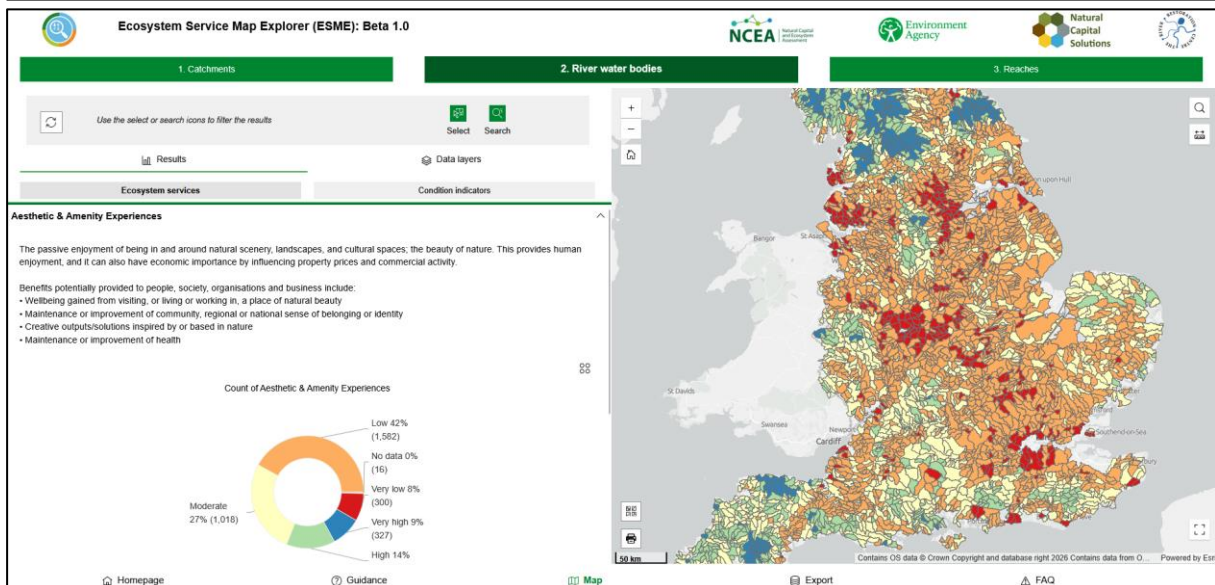 Ecosystem Service Map Explorer (ESME): Beta 1.0
NCEA
Natural Capital
and Ecosystem
Assessment
Environment
Agency
Natural
Capital
Solutions
1. Catchments
2. River water bodies
3. Reaches
Use the select or search icons to filter the results
Select
Search
Results
Data layers
Ecosystem services
Condition indicators
Aesthetic & Amenity Experiences
The passive enjoyment of being in and around natural scenery, landscapes, and cultural spaces; the beauty of nature. This provides human
enjoyment, and it can also have economic importance by influencing property prices and commercial activity.
Benefits potentially provided to people, society, organisations and business include:
• Wellbeing gained from visiting, or living or working in, a place of natural beauty
• Maintenance or improvement of community, regional or national sense of belonging or identity
• Creative outputs/solutions inspired by or based in nature
• Maintenance or improvement of health
Count of Aesthetic & Amenity Experiences
Low 42%
(1,582)
No data 0%
(16)
Very low 8%
(300)
Very high 9%
(327)
High 14%
Moderate
27% (1,018)
+
−
on upon Hull
Bangor
St Asaph
St Davids
Swansea
Newport
Cardiff
Southend-on-Sea
50 km
Contains OS data © Crown Copyright and database right 2026 Contains data from O...
Powered by Esri
Homepage
Guidance
Map
Export
FAQ